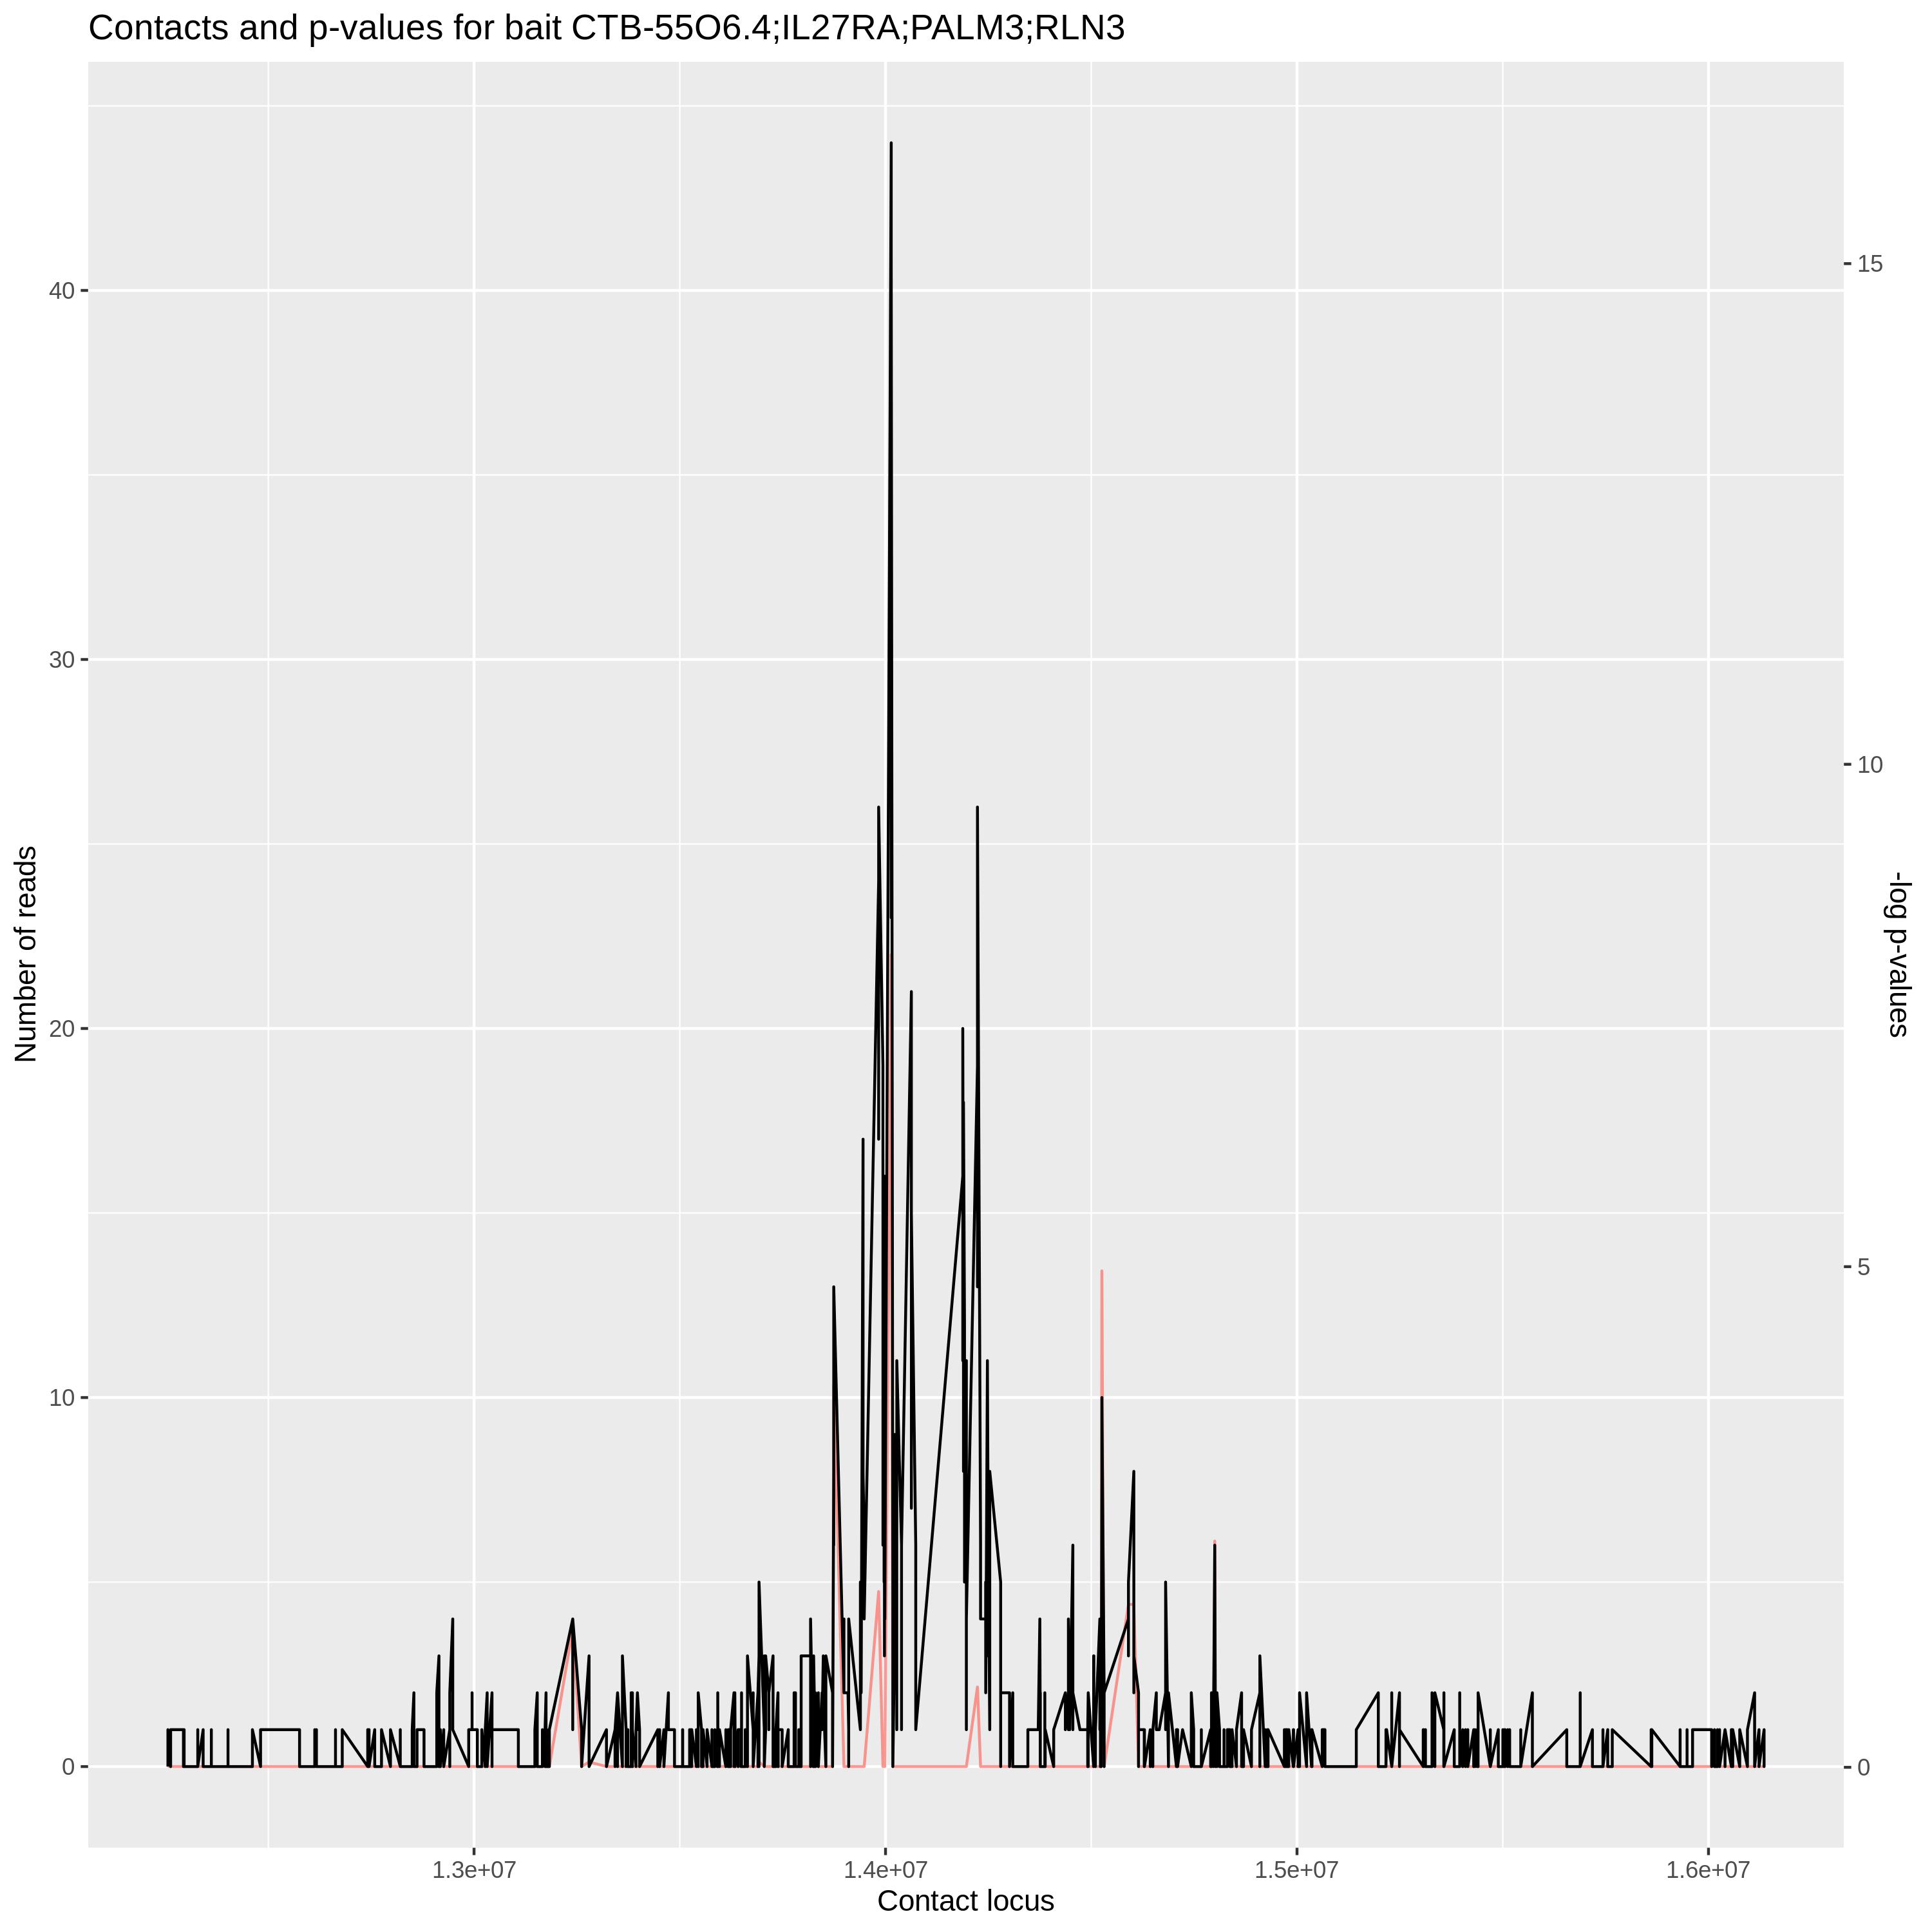 Contacts and p-values for bait CTB-55O6.4;IL27RA;PALM3;RLN3
40
30
20
10
0
Number of reads
15
10
5
0
-log p-values
1.3e+07 1.4e+07 1.5e+07 1.6e+07
Contact locus